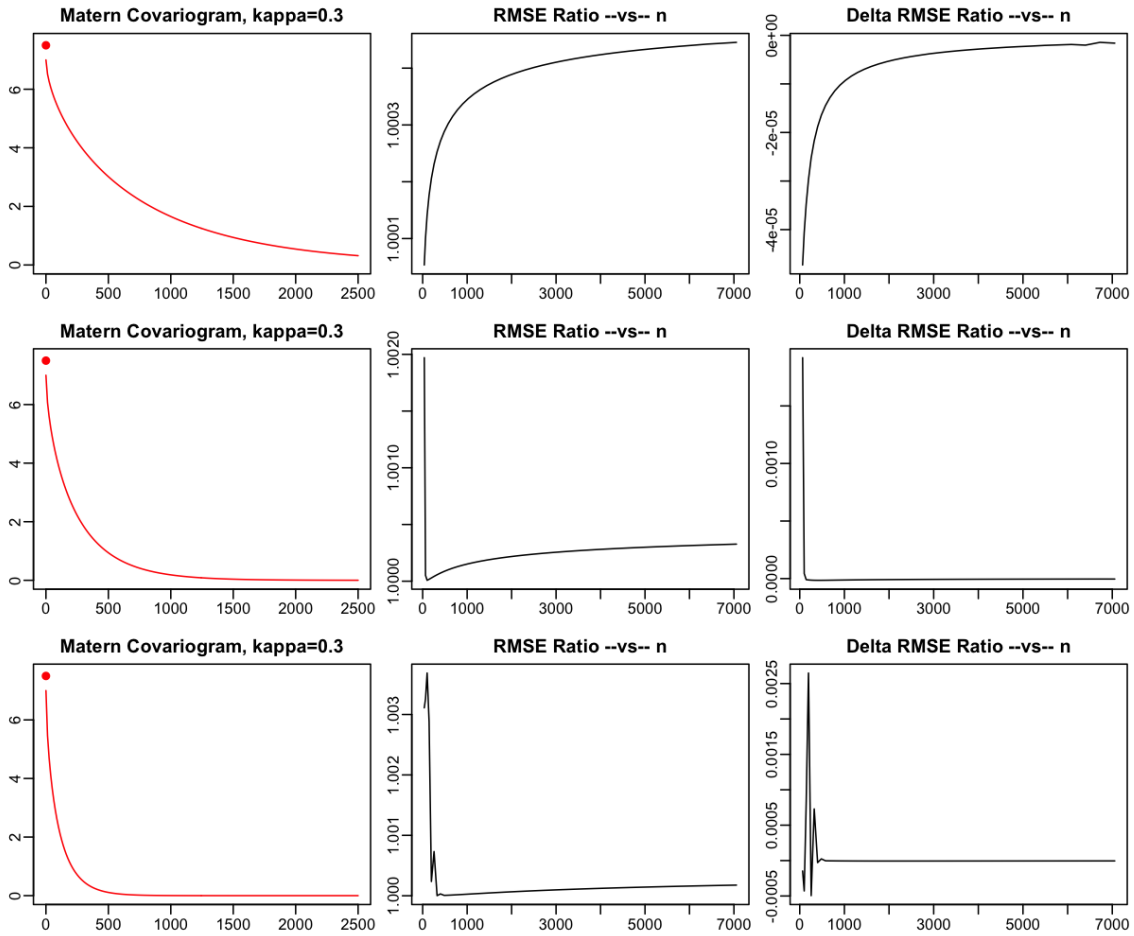 Matern Covariogram, kappa=0.3
0 2 4 6
0 500 1000 1500 2000 2500
RMSE Ratio --vs-- n
1.0001 1.0003
0 1000 3000 5000 7000
Delta RMSE Ratio --vs-- n
-4e-05 -2e-05 0e+00
0 1000 3000 5000 7000
Matern Covariogram, kappa=0.3
0 2 4 6
0 500 1000 1500 2000 2500
RMSE Ratio --vs-- n
1.0000 1.0010 1.0020
0 1000 3000 5000 7000
Delta RMSE Ratio --vs-- n
0.0000 0.0010
0 1000 3000 5000 7000
Matern Covariogram, kappa=0.3
0 2 4 6
0 500 1000 1500 2000 2500
RMSE Ratio --vs-- n
1.000 1.001 1.002 1.003
0 1000 3000 5000 7000
Delta RMSE Ratio --vs-- n
-0.0005 0.0005 0.0015 0.0025
0 1000 3000 5000 7000